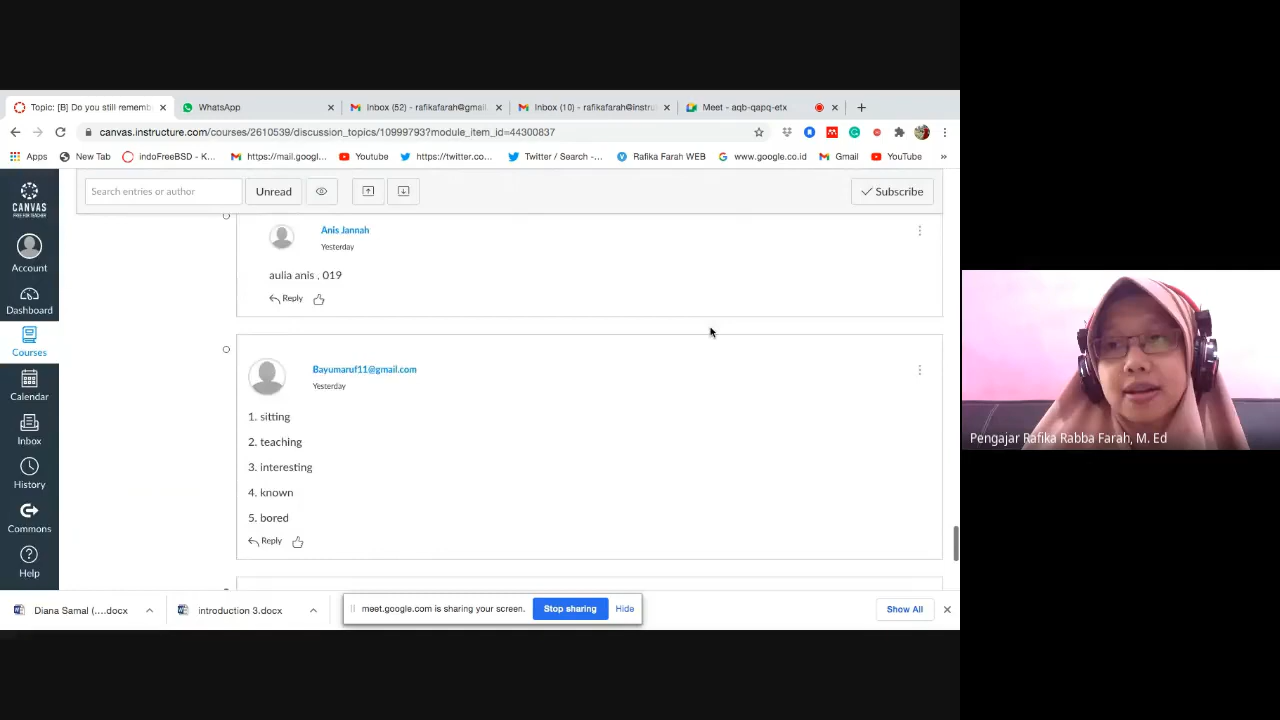 Topic: [B] Do you still rememb
WhatsApp
Inbox (52) - rafikafarah@gmail.
Inbox (10) - rafikafarah@instru
Meet - aqb-qapq-etx
canvas.instructure.com/courses/2610539/discussion_topics/10999793?module_item_id=44300837
Apps
New Tab
indoFreeBSD - K...
https://mail.googl...
Youtube
https://twitter.co...
Twitter / Search -...
Rafika Farah WEB
www.google.co.id
Gmail
YouTube
»
CANVAS
FREE FOR TEACHER
Account
Dashboard
Courses
Calendar
Inbox
History
Commons
Help
Search entries or author
Unread
Subscribe
Anis Jannah
Yesterday
aulia anis . 019
Reply
Bayumaruf11@gmail.com
Yesterday
1. sitting
2. teaching
3. interesting
4. known
5. bored
Reply
Diana Samal (....docx
introduction 3.docx
meet.google.com is sharing your screen.
Stop sharing
Hide
Show All
Pengajar Rafika Rabba Farah, M. Ed